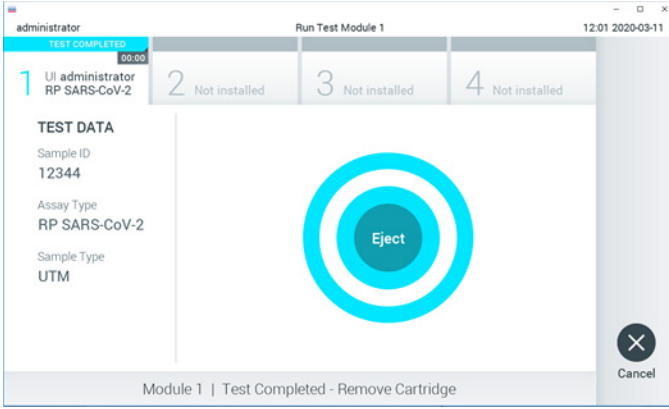 administrator
Run Test Module 1
12:01 2020-03-11
TEST COMPLETED
00:00
1
UI administrator
RP SARS-CoV-2
2 Not installed
3 Not installed
4 Not installed
TEST DATA
Sample ID
12344
Assay Type
RP SARS-CoV-2
Sample Type
UTM
Eject
Cancel
Module 1 | Test Completed - Remove Cartridge